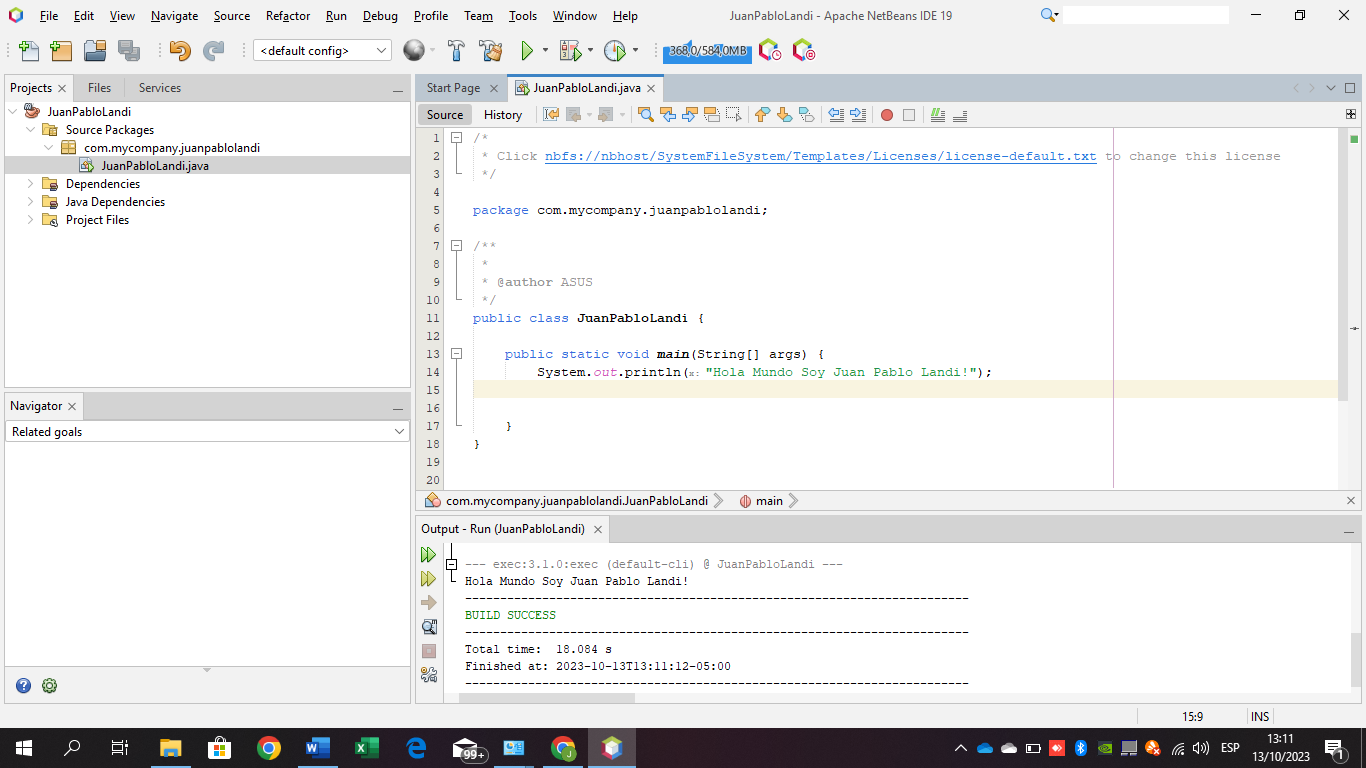 File Edit View Navigate Source Refactor Run Debug Profile Team Tools Window Help
JuanPabloLandi - Apache NetBeans IDE 19
<default config>
368,0/584,0MB
Projects Files Services
JuanPabloLandi
Source Packages
com.mycompany.juanpablolandi
JuanPabloLandi.java
Dependencies
Java Dependencies
Project Files
Navigator
Related goals
Start Page JuanPabloLandi.java
Source History
1 /*
2 * Click nbfs://nbhost/SystemFileSystem/Templates/Licenses/license-default.txt to change this license
3 */
4
5 package com.mycompany.juanpablolandi;
6
7 /**
8 *
9 * @author ASUS
10 */
11 public class JuanPabloLandi {
12
13 public static void main(String[] args) {
14 System.out.println(x: "Hola Mundo Soy Juan Pablo Landi!");
15
16
17 }
18 }
19
20
com.mycompany.juanpablolandi.JuanPabloLandi main
Output - Run (JuanPabloLandi)
--- exec:3.1.0:exec (default-cli) @ JuanPabloLandi ---
Hola Mundo Soy Juan Pablo Landi!
------------------------------------------------------------------------
BUILD SUCCESS
------------------------------------------------------------------------
Total time:  18.084 s
Finished at: 2023-10-13T13:11:12-05:00
------------------------------------------------------------------------
15:9 INS
99+
ESP
13:11
13/10/2023
1